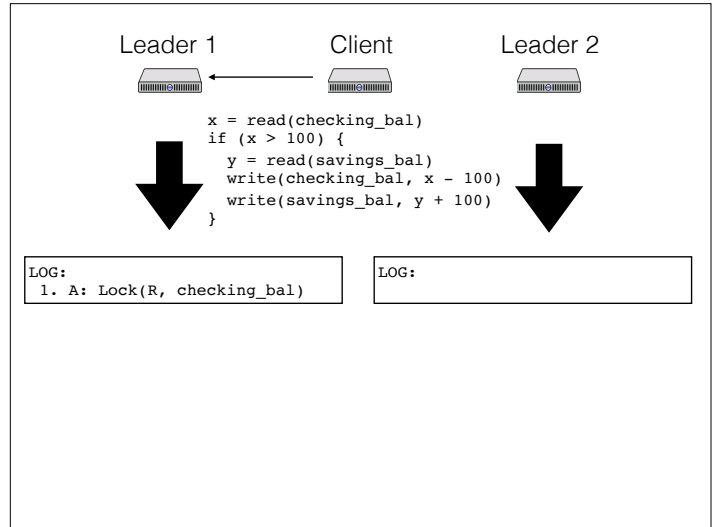 Leader 1
Client
Leader 2
x = read(checking_bal)
if (x > 100) {
  y = read(savings_bal)
  write(checking_bal, x - 100)
  write(savings_bal, y + 100)
}
LOG:
 1. A: Lock(R, checking_bal)
LOG: